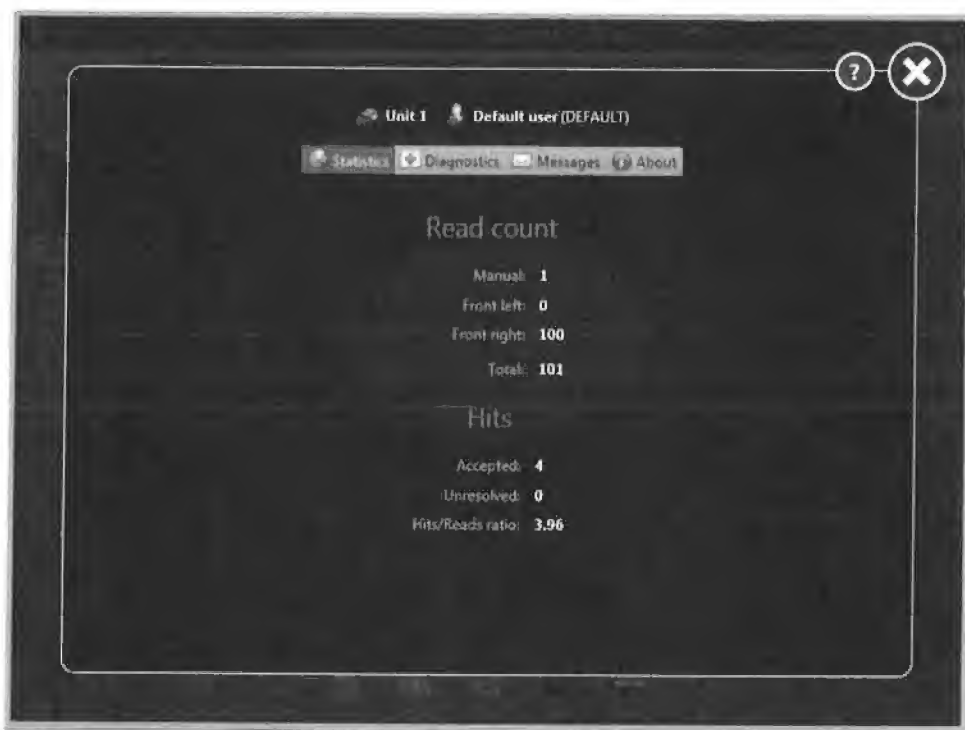 ?
Unit 1 Default user (DEFAULT)
Statistics Diagnostics Messages About
Read count
Manual: 1
Front left: 0
Front right: 100
Total: 101
Hits
Accepted: 4
Unresolved: 0
Hits/Reads ratio: 3.96